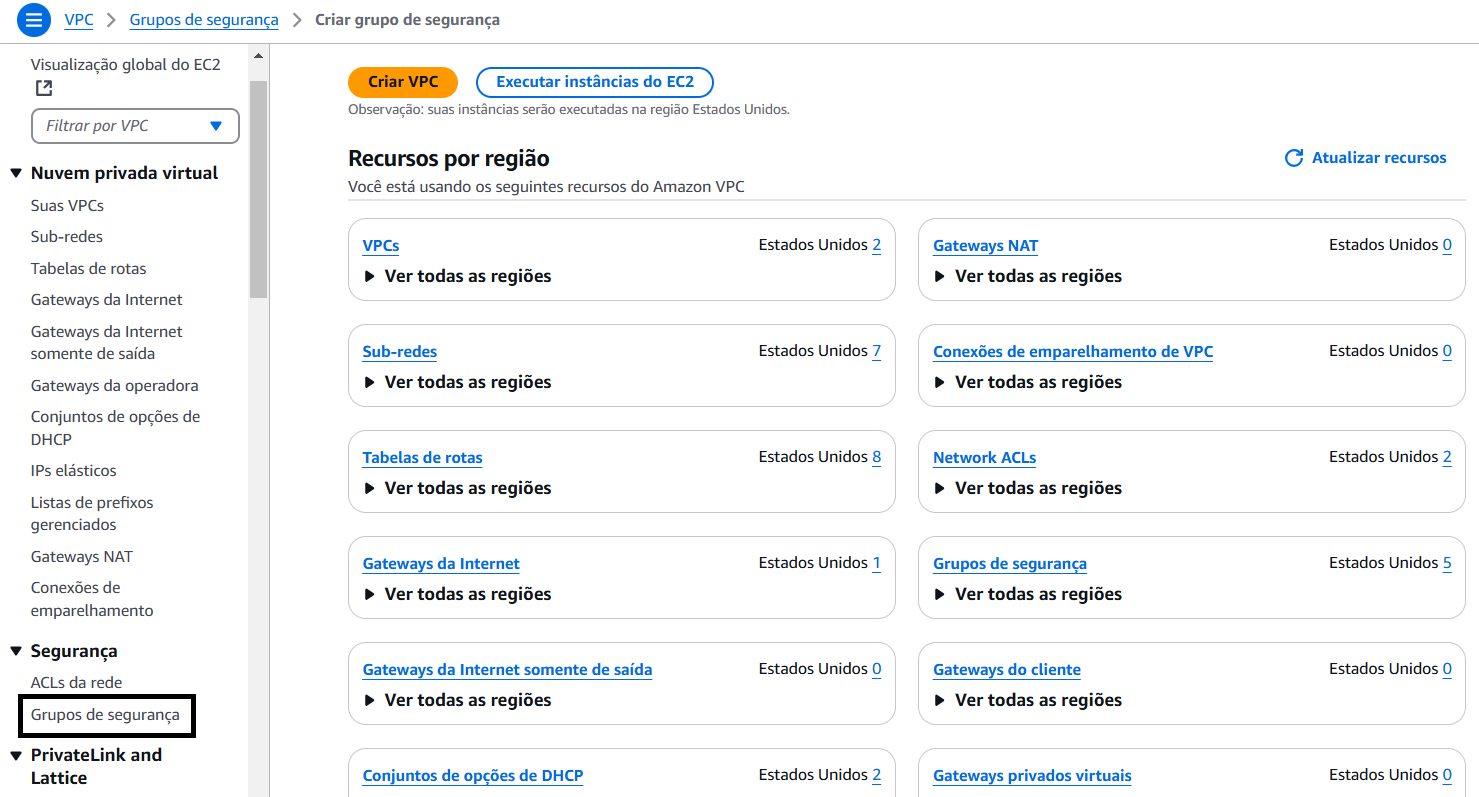 VPC > Grupos de segurança > Criar grupo de segurança
Visualização global do EC2
Filtrar por VPC
Nuvem privada virtual
Suas VPCs
Sub-redes
Tabelas de rotas
Gateways da Internet
Gateways da Internet
somente de saída
Gateways da operadora
Conjuntos de opções de
DHCP
IPs elásticos
Listas de prefixos
gerenciados
Gateways NAT
Conexões de
emparelhamento
Segurança
ACLs da rede
Grupos de segurança
PrivateLink and
Lattice
Criar VPC
Executar instâncias do EC2
Observação: suas instâncias serão executadas na região Estados Unidos.
Recursos por região
Atualizar recursos
Você está usando os seguintes recursos do Amazon VPC
VPCs Estados Unidos 2
Ver todas as regiões
Gateways NAT Estados Unidos 0
Ver todas as regiões
Sub-redes Estados Unidos 7
Ver todas as regiões
Conexões de emparelhamento de VPC Estados Unidos 0
Ver todas as regiões
Tabelas de rotas Estados Unidos 8
Ver todas as regiões
Network ACLs Estados Unidos 2
Ver todas as regiões
Gateways da Internet Estados Unidos 1
Ver todas as regiões
Grupos de segurança Estados Unidos 5
Ver todas as regiões
Gateways da Internet somente de saída Estados Unidos 0
Ver todas as regiões
Gateways do cliente Estados Unidos 0
Ver todas as regiões
Conjuntos de opções de DHCP Estados Unidos 2
Gateways privados virtuais Estados Unidos 0